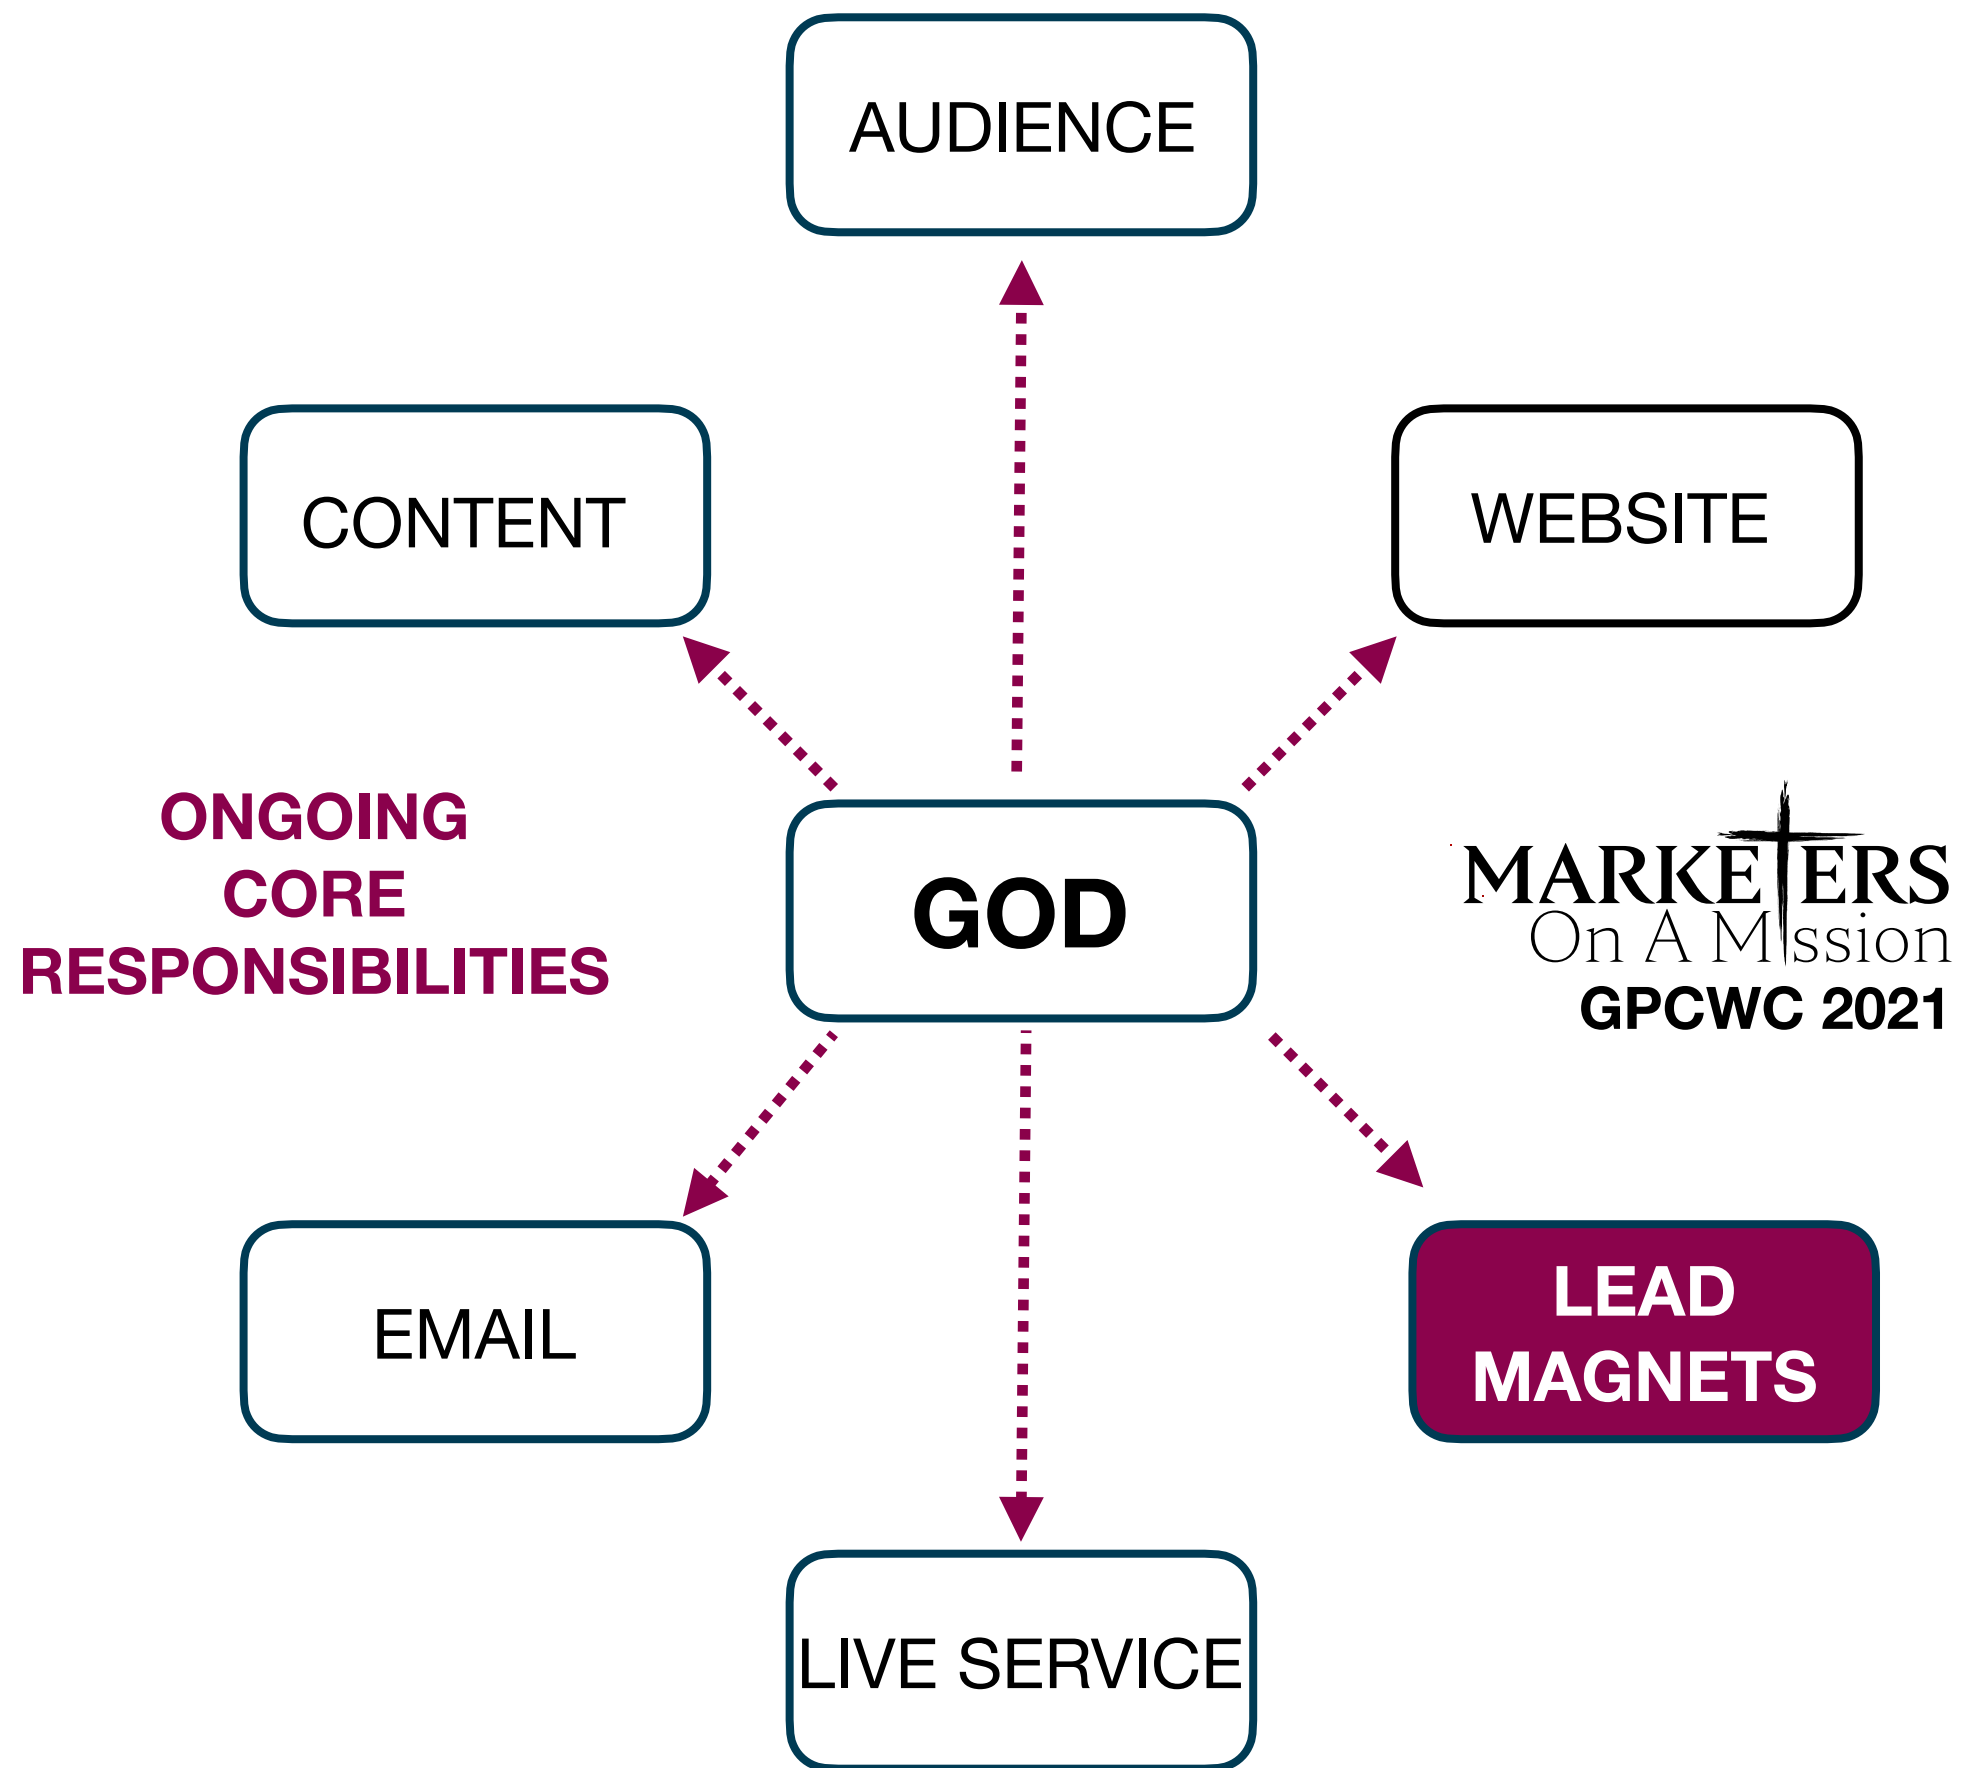 AUDIENCE
CONTENT
WEBSITE
ONGOING
CORE
RESPONSIBILITIES
GOD
MARKETERS
On A Mission
GPCWC 2021
EMAIL
LEAD
MAGNETS
LIVE SERVICE